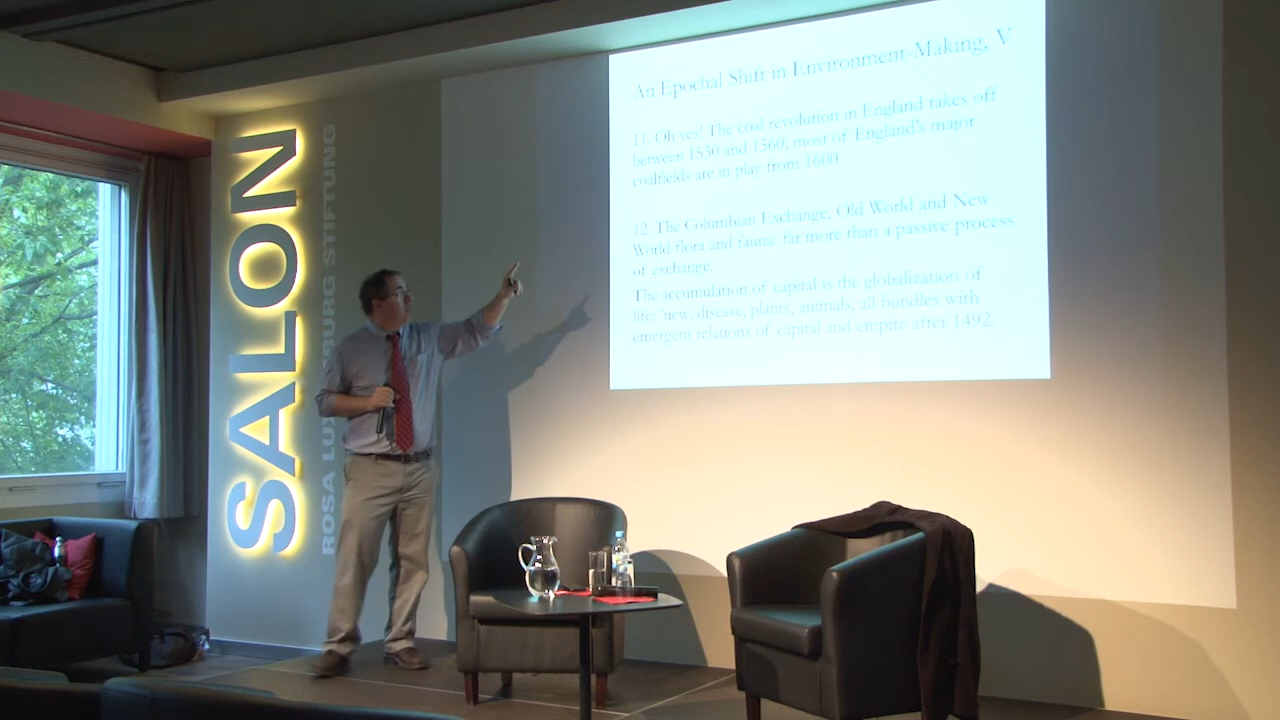 SALON
ROSA LUX BURG STIFTUNG
An Epochal Shift in Environment-Making, V
11. Oh yes! The coal revolution in England takes off
between 1530 and 1560; most of England's major
coalfields are in play from 1600.
12. The Columbian Exchange, Old World and New
World flora and fauna: far more than a passive process
of exchange.
The accumulation of capital is the globalization of
life: 'new; disease, plants, animals, all bundles with
emergent relations of capital and empire after 1492.